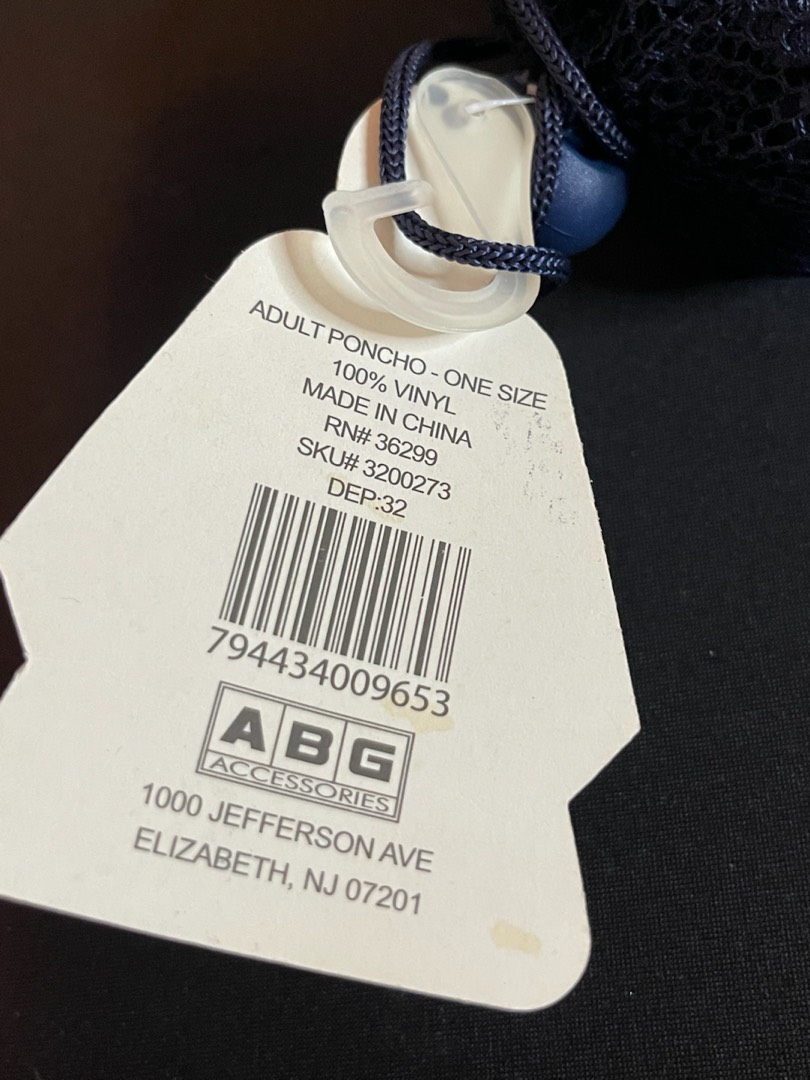 ADULT PONCHO - ONE SIZE
100% VINYL
MADE IN CHINA
RN# 36299
SKU# 3200273
DEP:32
794434009653
ABG
ACCESSORIES
1000 JEFFERSON AVE
ELIZABETH, NJ 07201